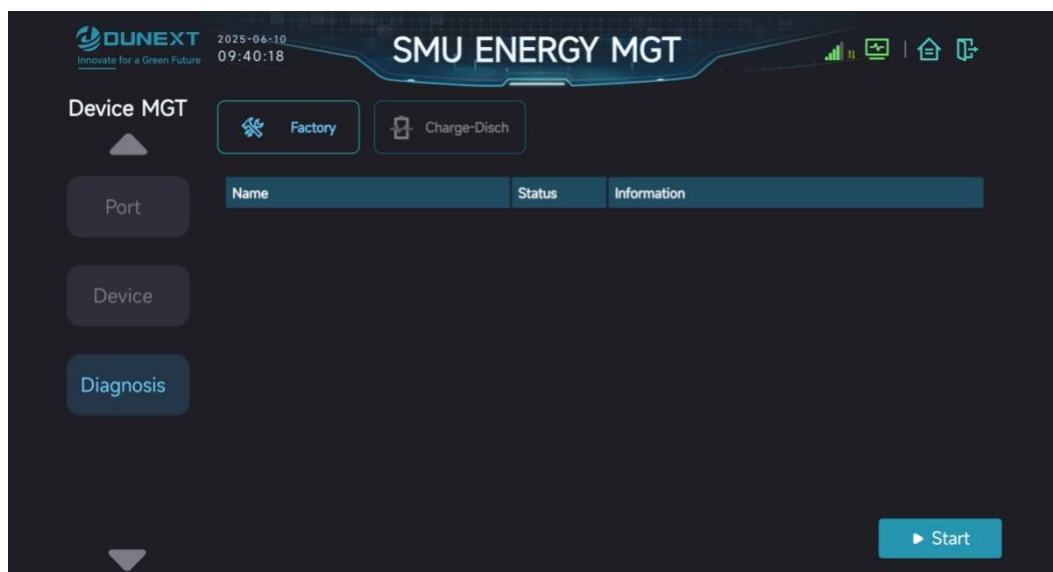 DUNEXT
Innovate for a Green Future
2025-06-10
09:40:18
SMU ENERGY MGT
Device MGT
Factory
Charge-Disch
Port
Device
Diagnosis
Name Status Information
Start